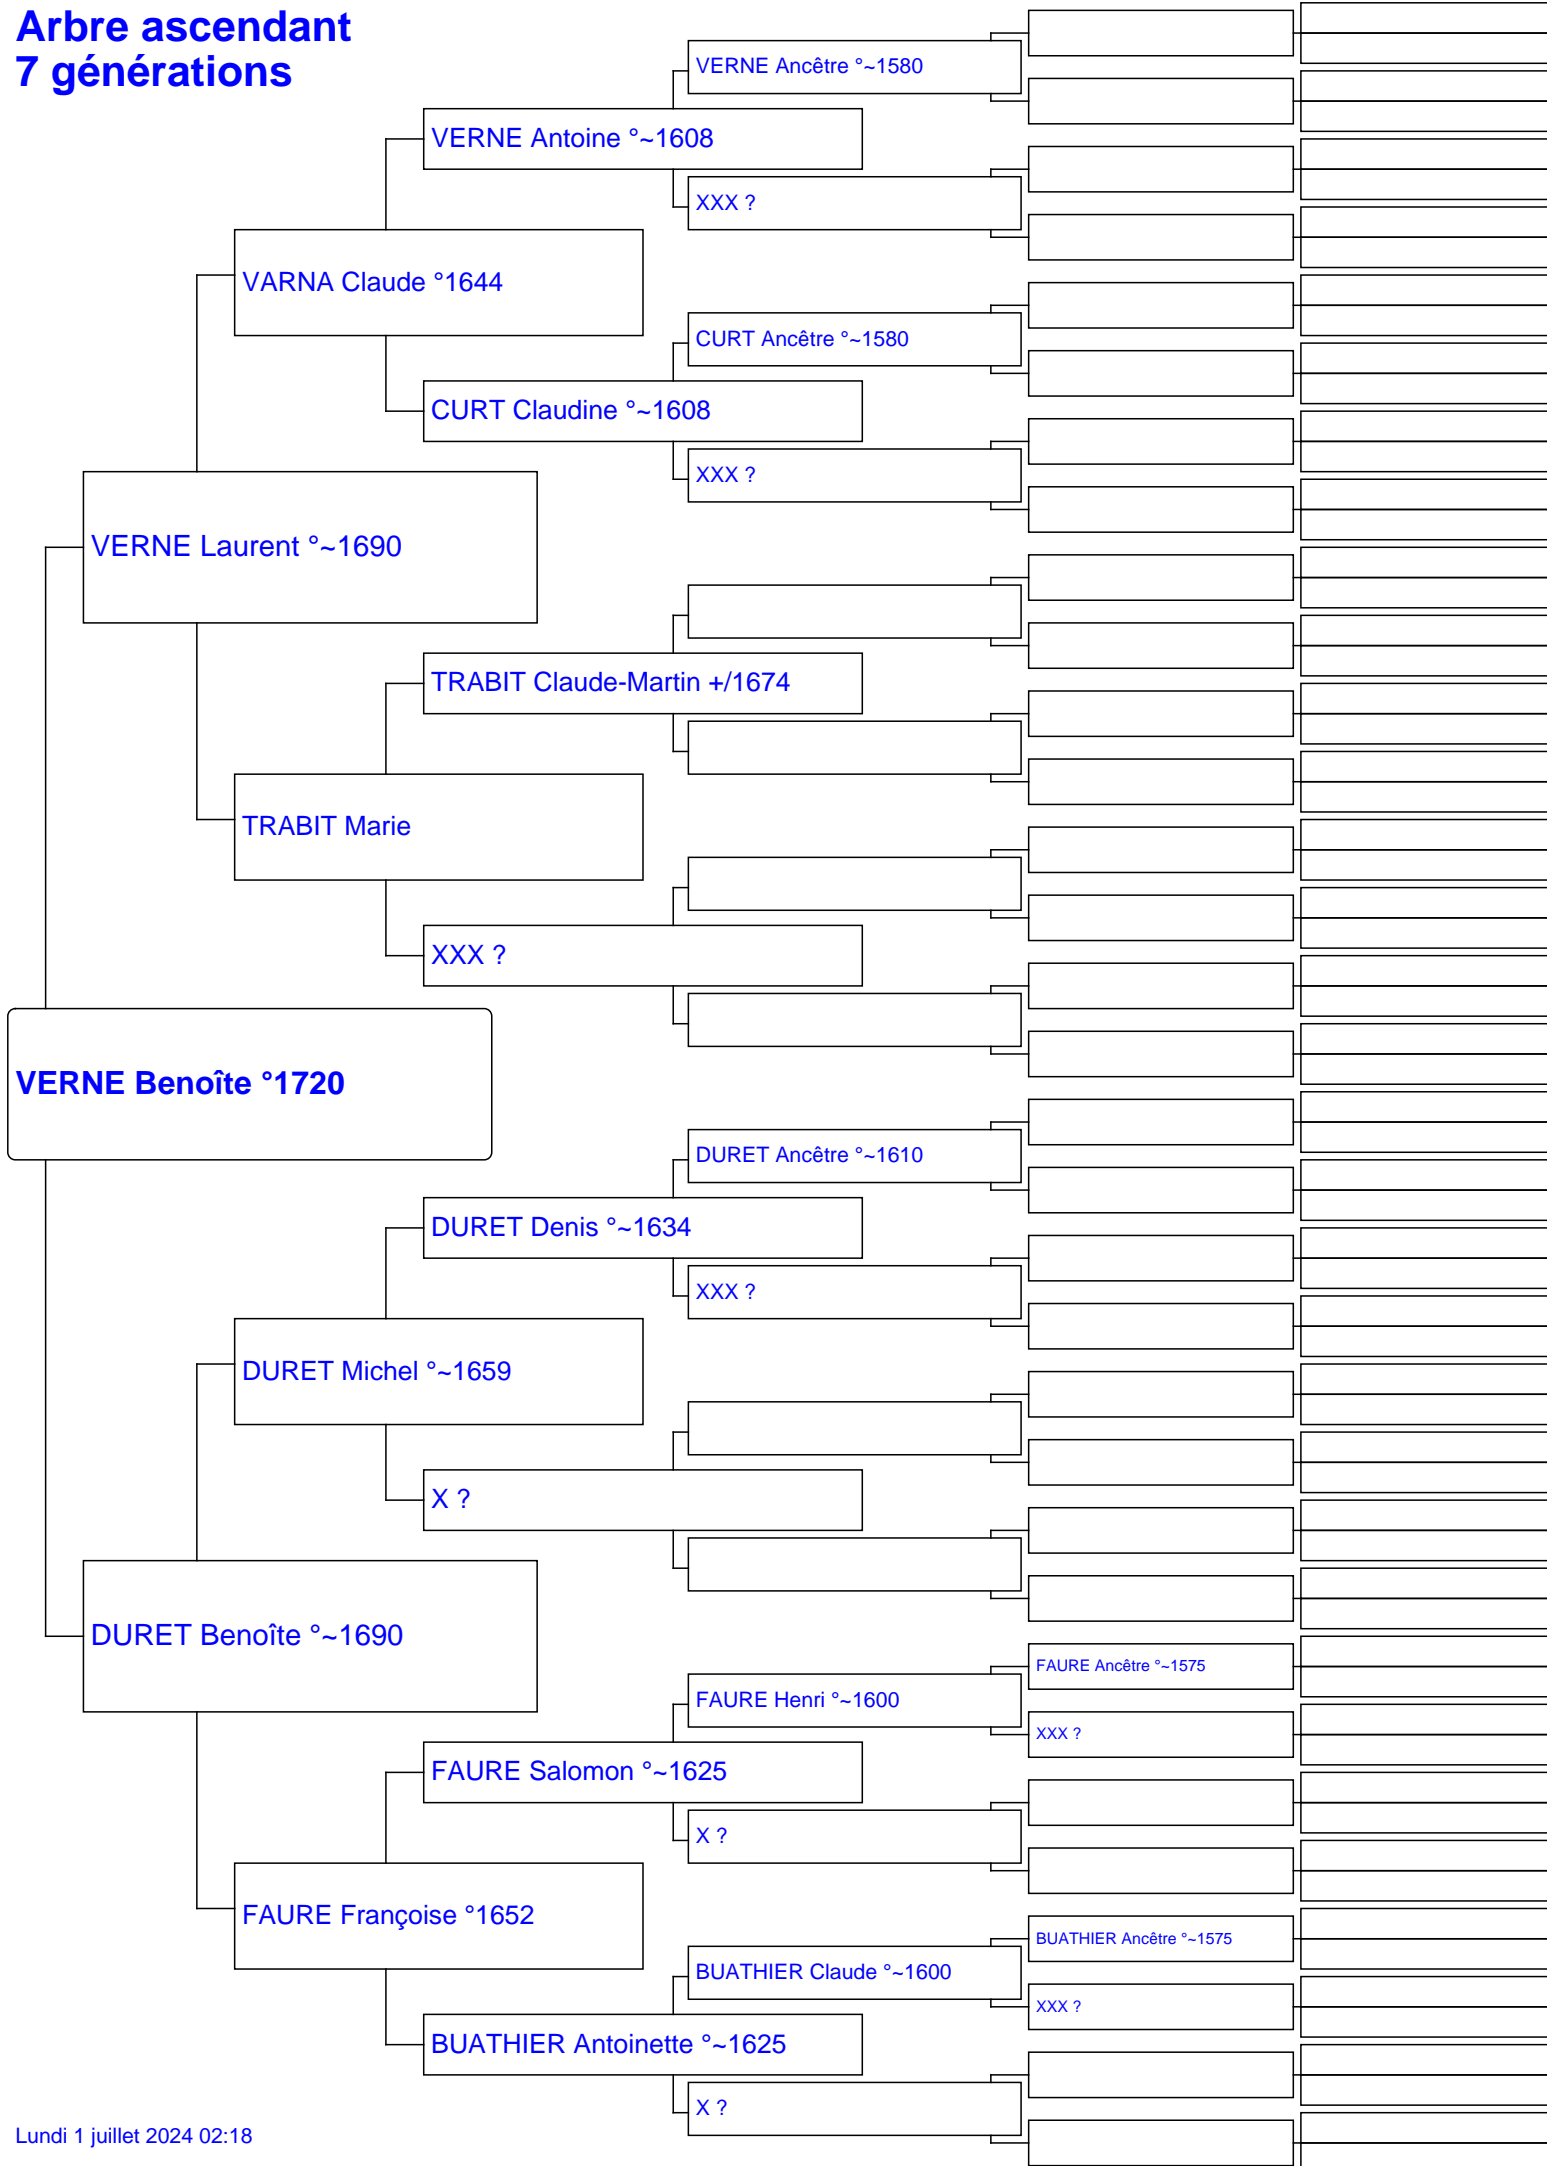 Arbre ascendant
7 générations
VERNE Ancêtre °~1580
VERNE Antoine °~1608
XXX ?
VARNA Claude °1644
CURT Ancêtre °~1580
CURT Claudine °~1608
XXX ?
VERNE Laurent °~1690
TRABIT Claude-Martin +/1674
TRABIT Marie
XXX ?
VERNE Benoîte °1720
DURET Ancêtre °~1610
DURET Denis °~1634
XXX ?
DURET Michel °~1659
X ?
DURET Benoîte °~1690
FAURE Ancêtre °~1575
FAURE Henri °~1600
XXX ?
FAURE Salomon °~1625
X ?
FAURE Françoise °1652
BUATHIER Ancêtre °~1575
BUATHIER Claude °~1600
XXX ?
BUATHIER Antoinette °~1625
X ?
Lundi 1 juillet 2024 02:18